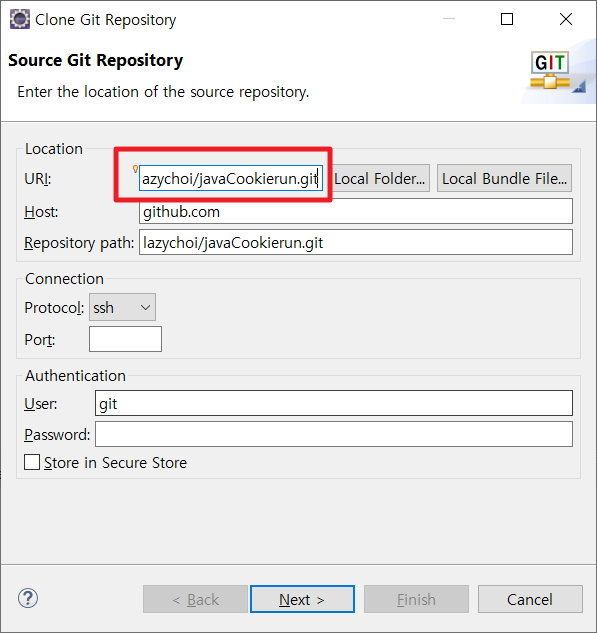 Clone Git Repository
Source Git Repository
Enter the location of the source repository.
GIT
Location
URI: azychoi/javaCookierun.git Local Folder... Local Bundle File...
Host: github.com
Repository path: lazychoi/javaCookierun.git
Connection
Protocol: ssh
Port:
Authentication
User: git
Password:
Store in Secure Store
? < Back Next > Finish Cancel